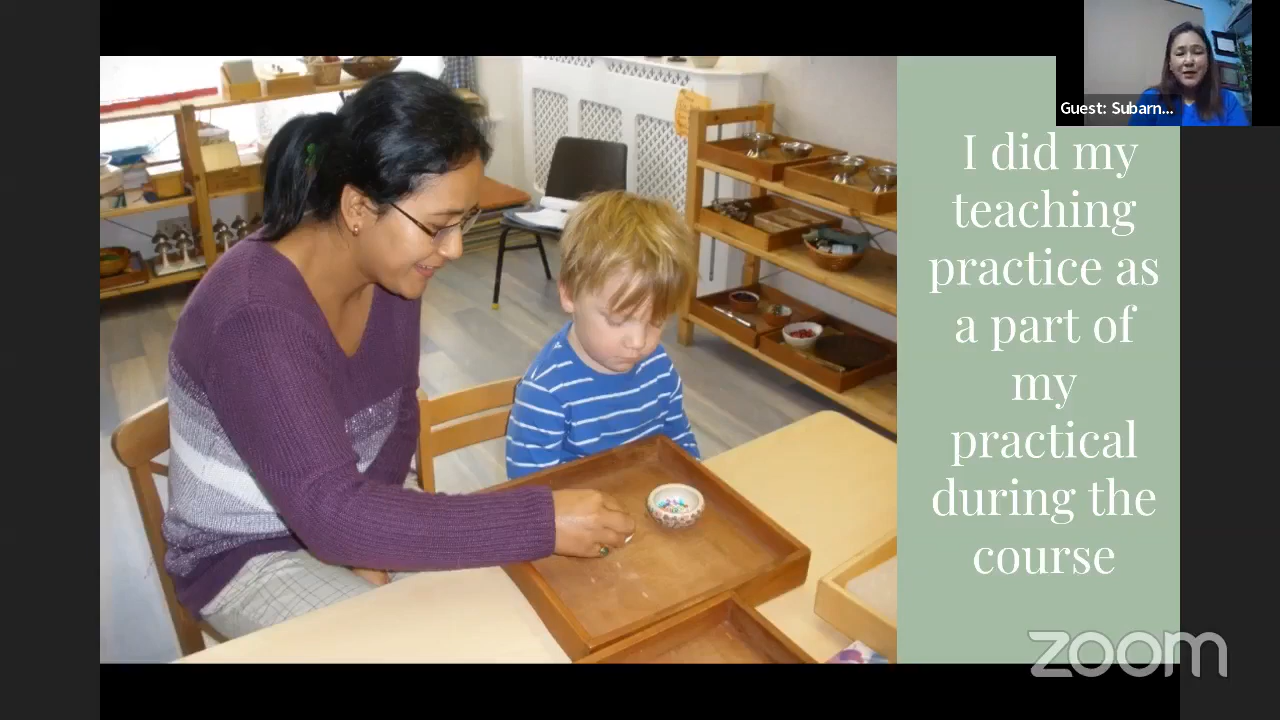 Guest: Subarn...
I did my
teaching
practice as
a part of
my
practical
during the
course
zoom